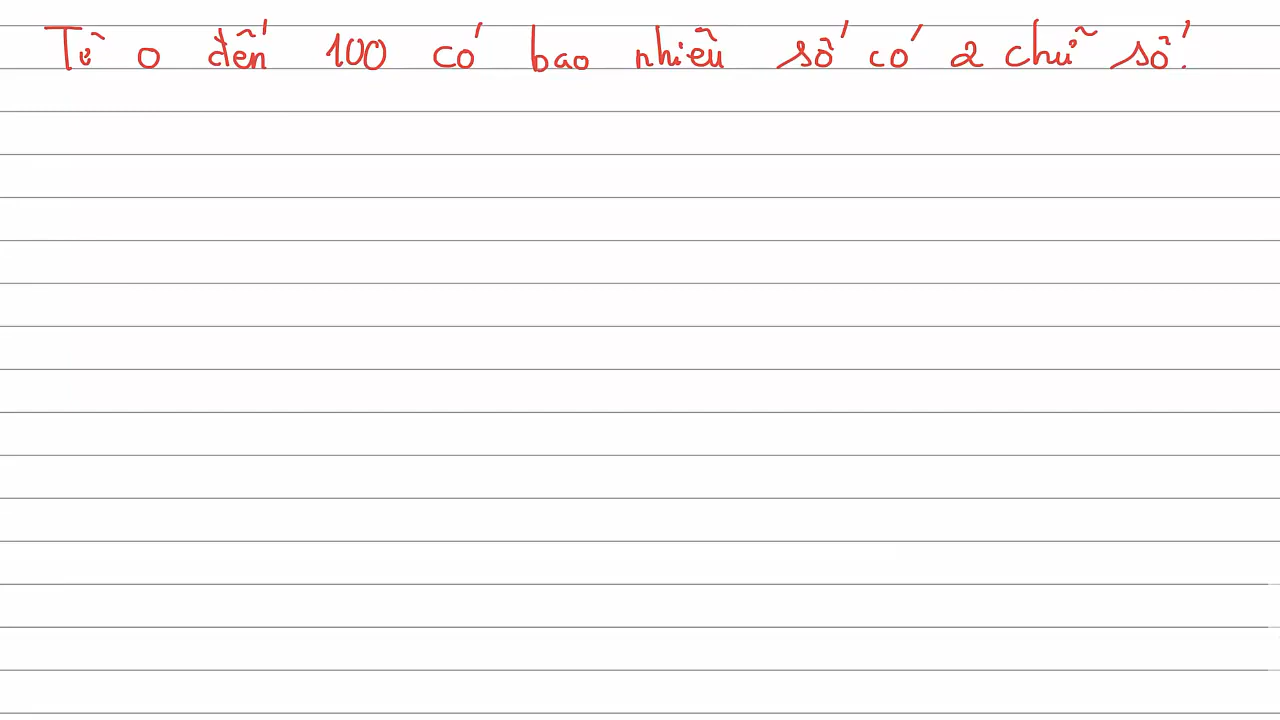 Từ 0 đến 100 có bao nhiêu số có 2 chữ số.